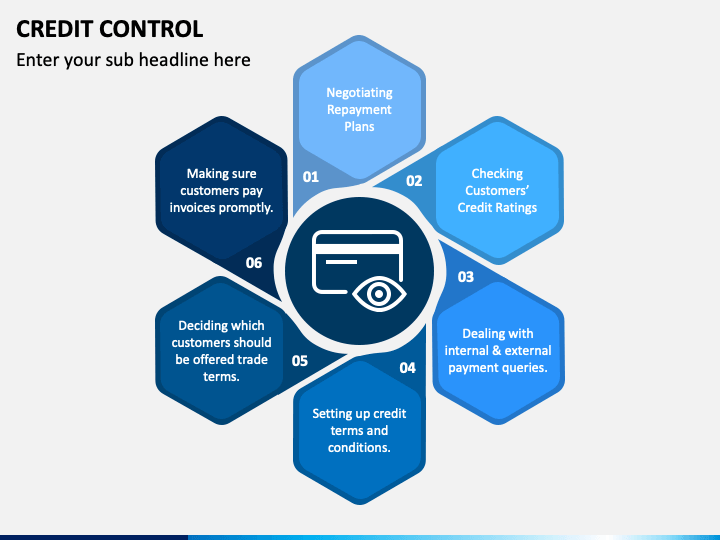 CREDIT CONTROL
Enter your sub headline here
Negotiating
Repayment
Plans
01
Checking
Customers’
Credit Ratings
02
Dealing with
internal & external
payment queries.
03
Setting up credit
terms and
conditions.
04
Deciding which
customers should
be offered trade
terms.
05
Making sure
customers pay
invoices promptly.
06